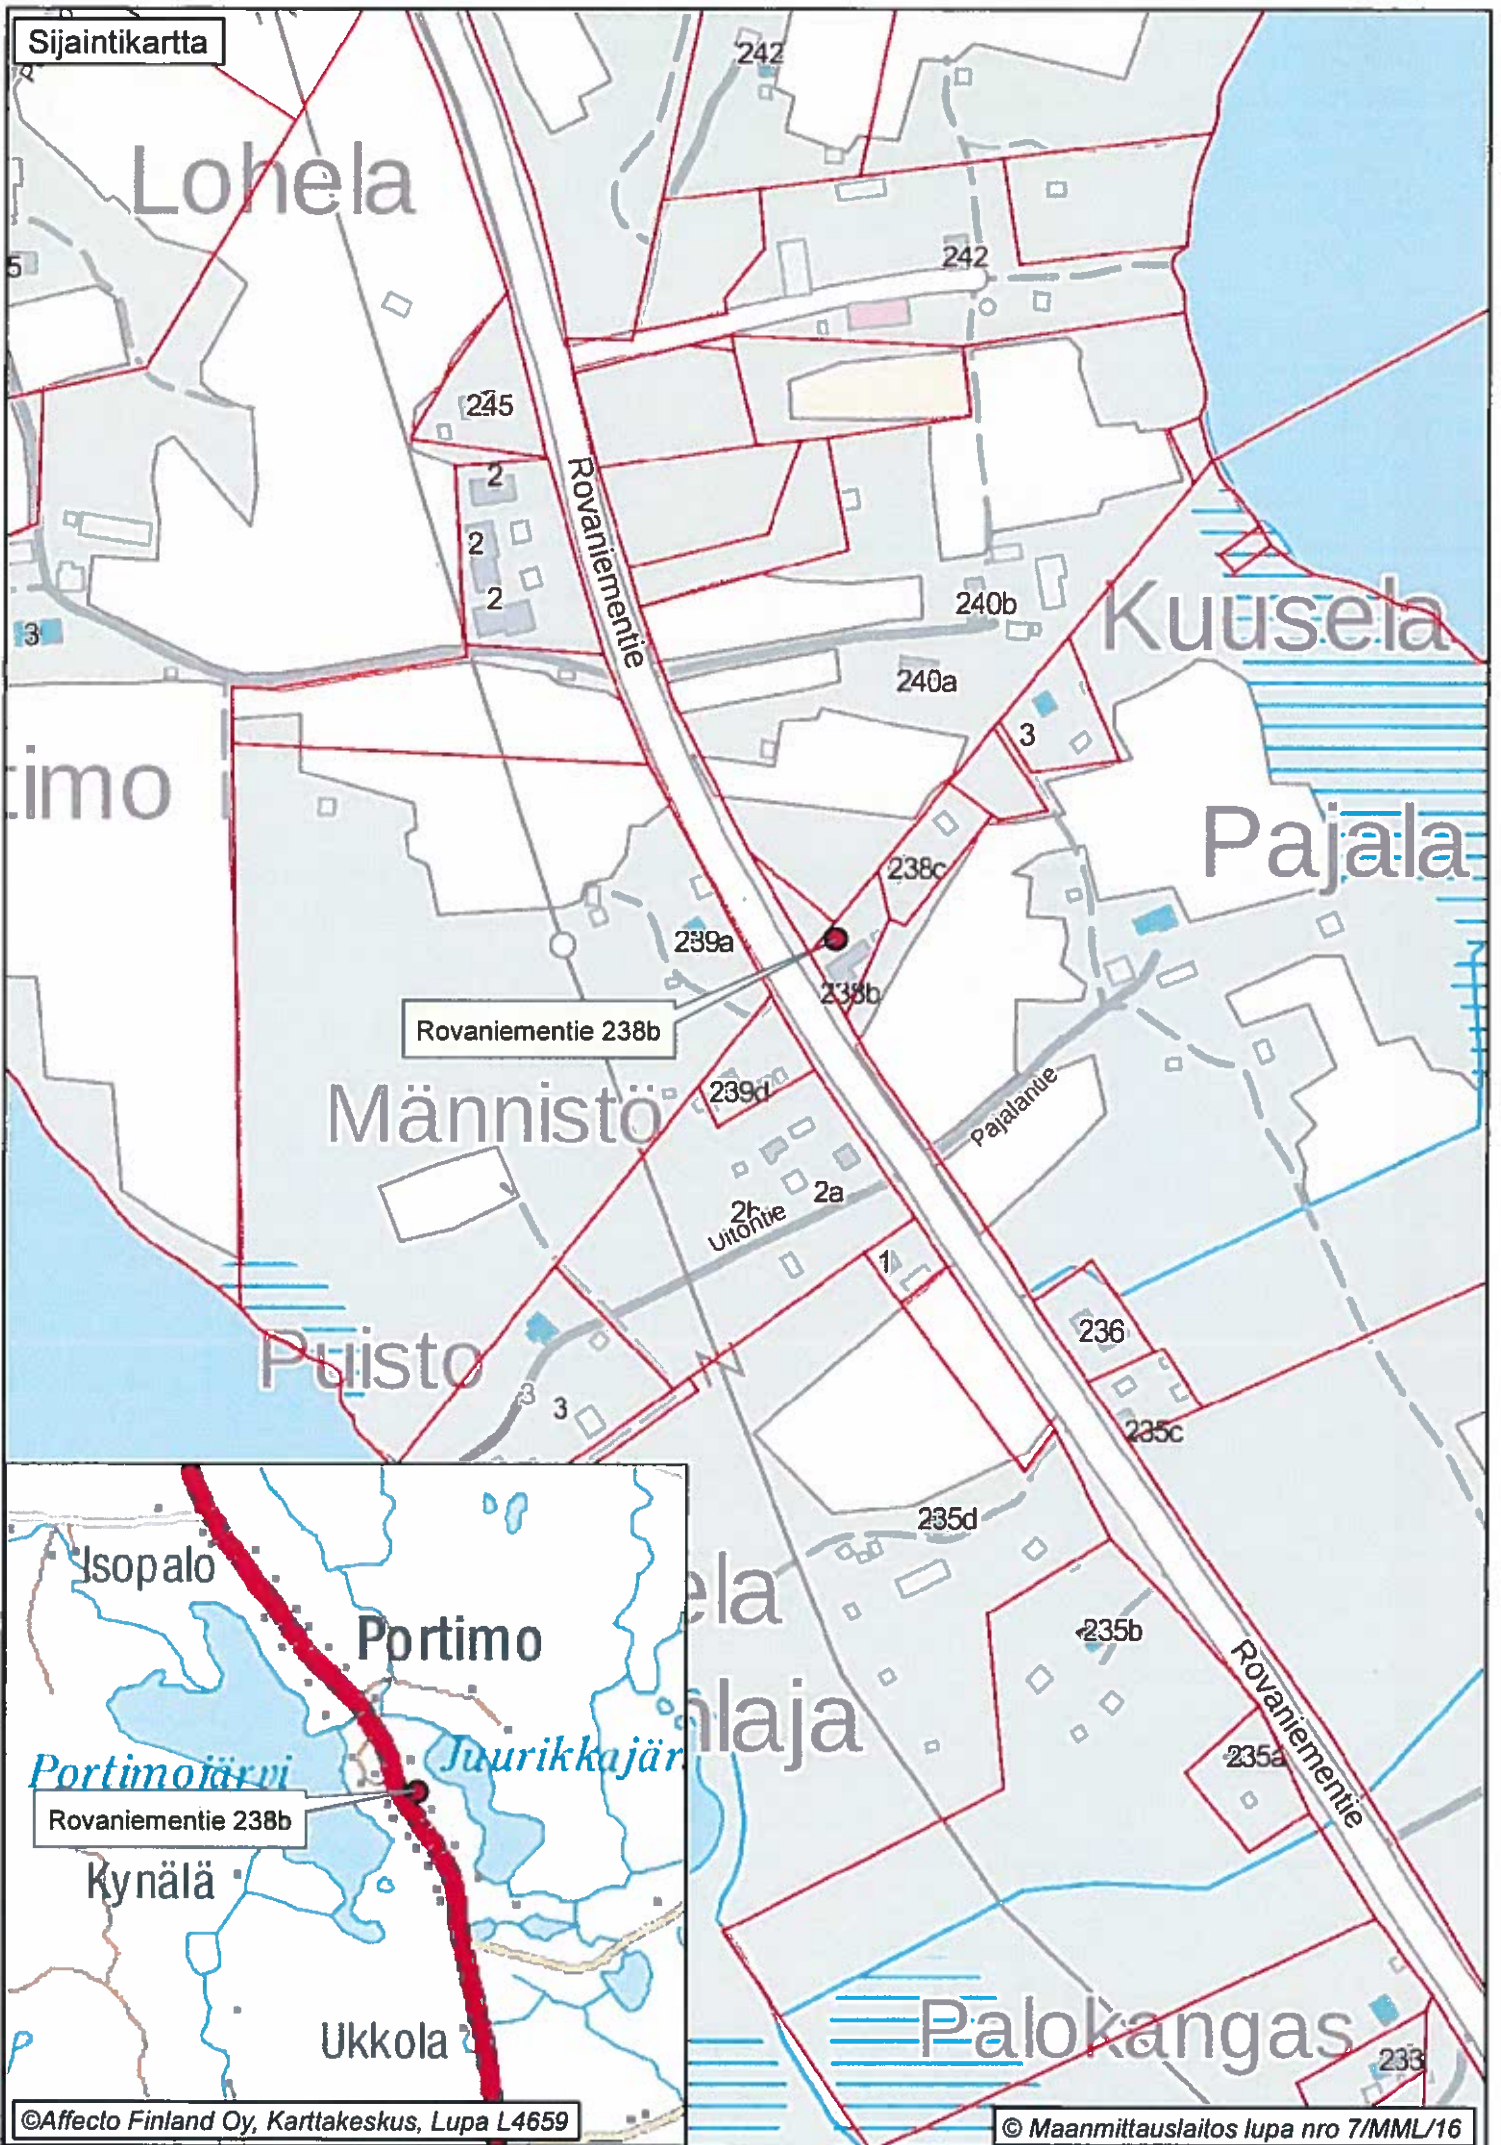 Sijaintikartta
242
Lohela
242
5
245
2
Rovaniementie
2
2
240b
Kuusela
3
240a
3
timo
Pajala
238c
239a
238b
Rovaniementie 238b
239d
Männistö
Pajalantie
2a
Uitontie
1
236
Puisto
3
3
235c
235d
ela
235b
Rovaniementie
nlaja
235a
Palokangas
233
Isopalo
Portimo
Portimojärvi
Juurikkajär
Rovaniementie 238b
Kynälä
Ukkola
©Affecto Finland Oy, Karttakeskus, Lupa L4659
© Maanmittauslaitos lupa nro 7/MML/16